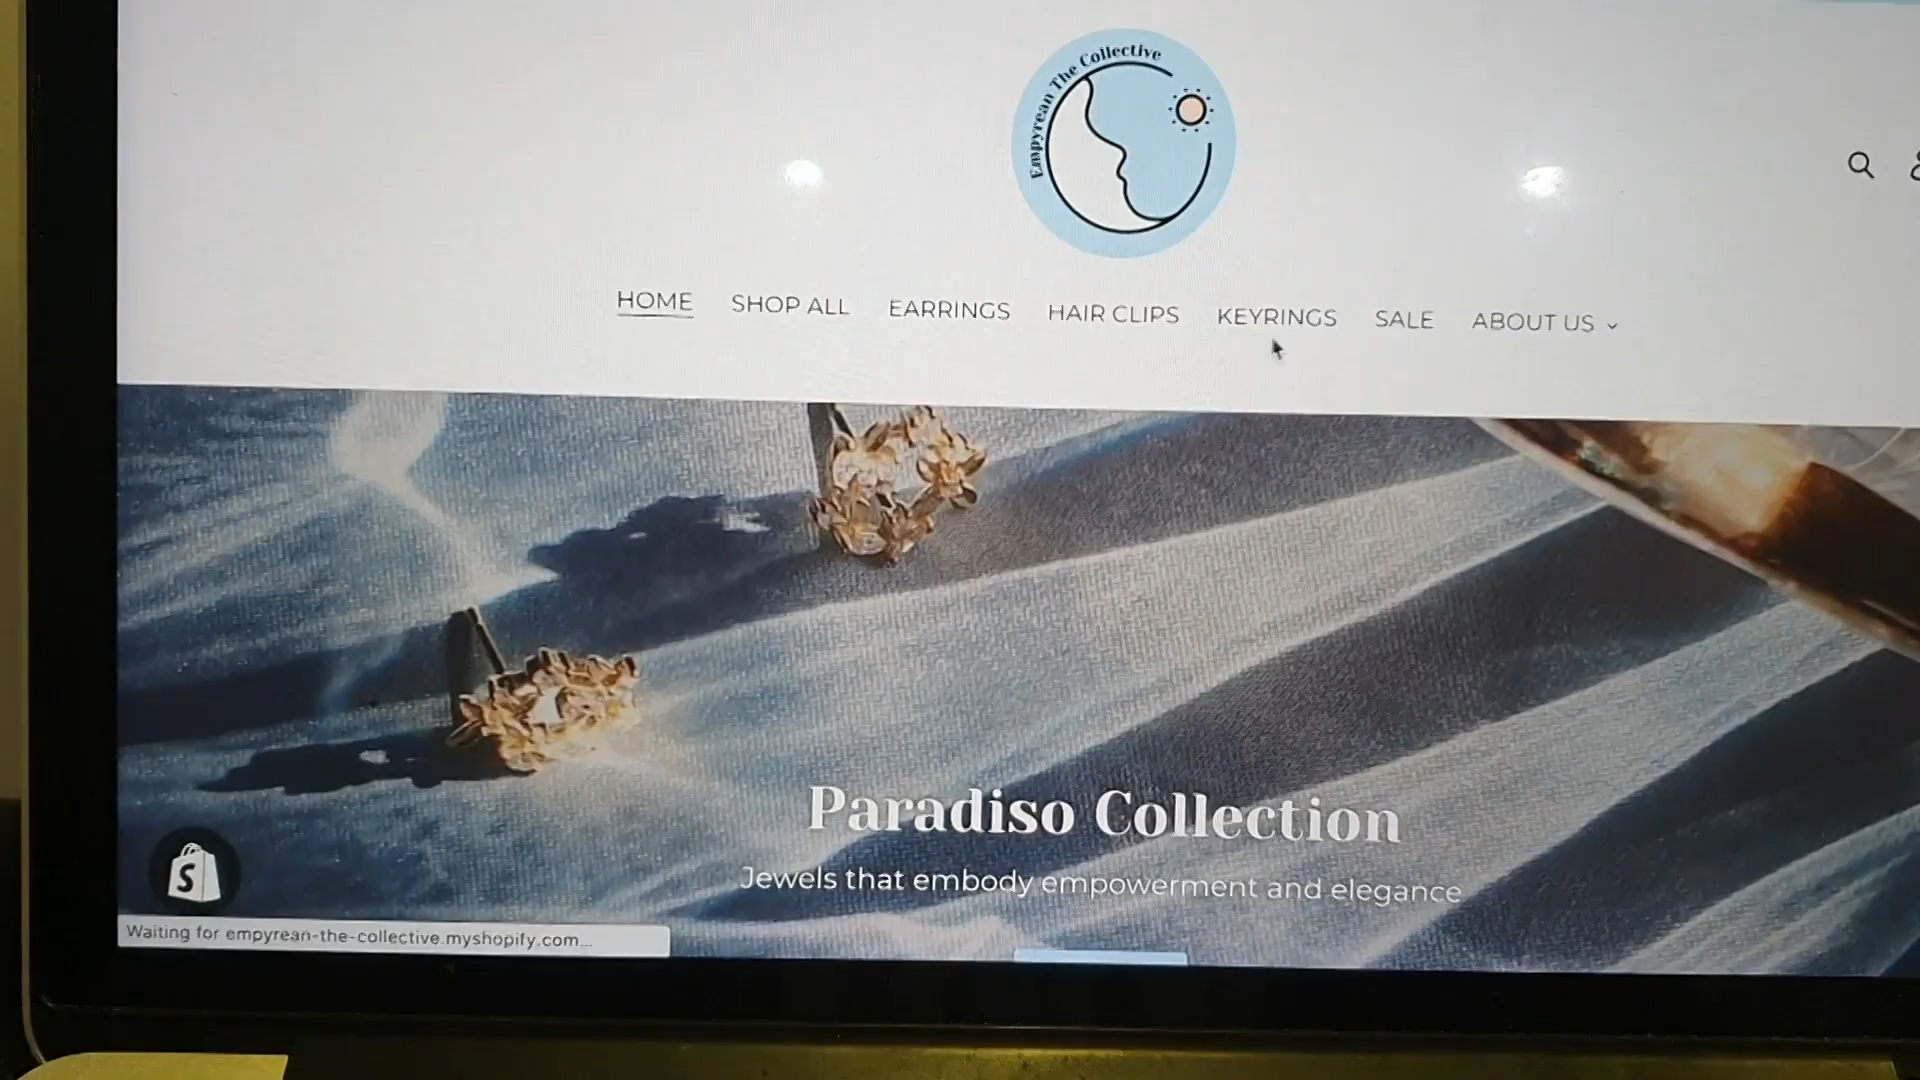 Empyrean The Collective
HOME SHOP ALL EARRINGS HAIR CLIPS KEYRINGS SALE ABOUT US
Paradiso Collection
Jewels that embody empowerment and elegance
S
Waiting for empyrean-the-collective.myshopify.com...